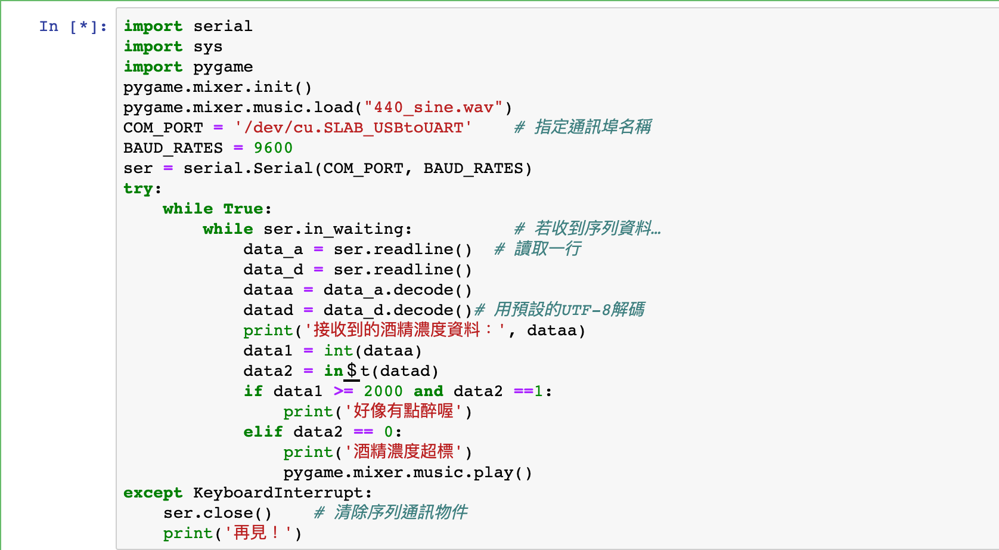 In [*]:
import serial
import sys
import pygame
pygame.mixer.init()
pygame.mixer.music.load("440_sine.wav")
COM_PORT = '/dev/cu.SLAB_USBtoUART'    # 指定通訊埠名稱
BAUD_RATES = 9600
ser = serial.Serial(COM_PORT, BAUD_RATES)
try:
    while True:
        while ser.in_waiting:          # 若收到序列資料…
            data_a = ser.readline()  # 讀取一行
            data_d = ser.readline()
            dataa = data_a.decode()
            datad = data_d.decode()# 用預設的UTF-8解碼
            print('接收到的酒精濃度資料：', dataa)
            data1 = int(dataa)
            data2 = in$t(datad)
            if data1 >= 2000 and data2 ==1:
                print('好像有點醉喔')
            elif data2 == 0:
                print('酒精濃度超標')
                pygame.mixer.music.play()
except KeyboardInterrupt:
    ser.close()    # 清除序列通訊物件
    print('再見！')